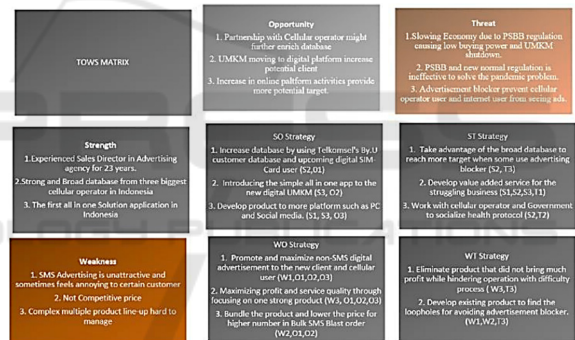 TOWS MATRIX
Opportunity
1. Partnership with Cellular operator might
further enrich database
2. UMKM moving to digital platform increase
potential client
3. Increase in online paltform activities provide
more potential target.
Threat
1.Slowing Economy due to PSBB regulation
causing low buying power and UMKM
shutdown.
2. PSBB and new normal regulation is
ineffective to solve the pandemic problem.
3. Advertisement blocker prevent cellular
operator user and internet user from seeing ads.
Strength
1.Experienced Sales Director in Advertising
agency for 23 years.
2.Strong and Broad database from three biggest
cellular operator in Indonesia
3. The first all in one Solution application in
Indonesia
SO Strategy
1. Increase database by using Telkomsel's By.U
customer database and upcoming digital SIM-
Card user (S2,O1)
2. Introducing the simple all in one app to the
new digital UMKM (S3, O2)
3. Develop product to more platform such as PC
and Social media. (S1, S3, O3)
ST Strategy
1. Take advantage of the broad database to
reach more target when some use advertising
blocker (S2, T3)
2. Develop value added service for the
struggling business (S1,S2,S3,T1)
3. Work with cellular operator and Government
to socialize health protocol (S2,T2)
Weakness
1. SMS Advertising is unattractive and
sometimes feels annoying to certain customer
2. Not Competitive price
3. Complex multiple product line-up hard to
manage
WO Strategy
1. Promote and maximize non-SMS digital
advertisement to the new client and cellular
user (W1,O1,O2,O3)
2. Maximizing profit and service quality through
focusing on one strong product (W3, O1,O2,O3)
3. Bundle the product and lower the price for
higher number in Bulk SMS Blast order
(W2,O1,O2)
WT Strategy
1. Eliminate product that did not bring much
profit while hindering operation with difficulty
process ( W3,T3)
2. Develop existing product to find the
loopholes for avoiding advertisement blocker.
(W1,W2,T3)